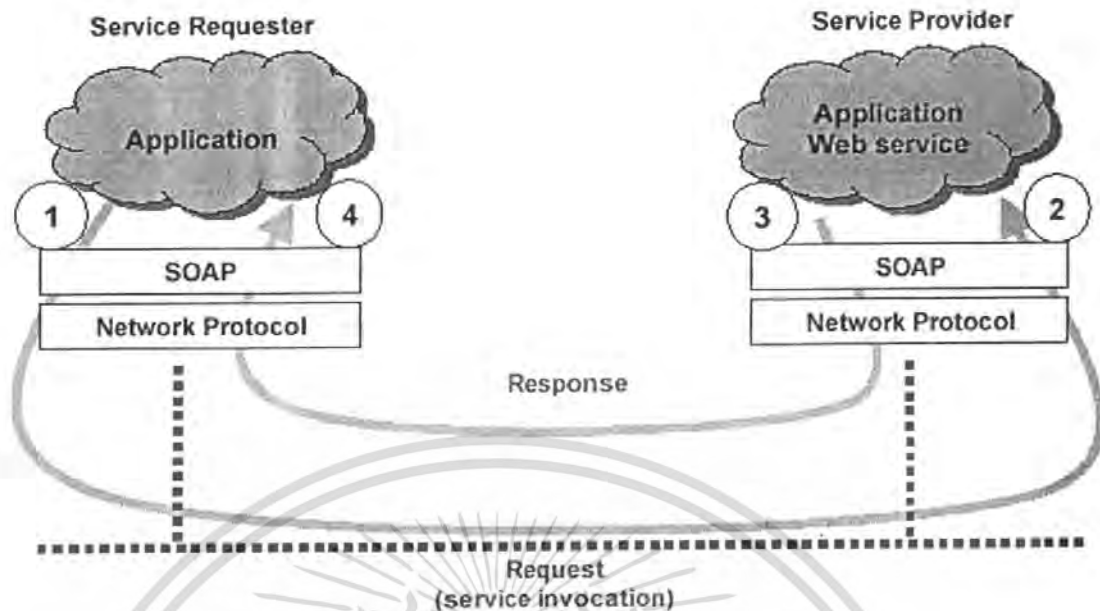 Service Requester
Service Provider
Application
Application
Web service
1
4
3
2
SOAP
SOAP
Network Protocol
Network Protocol
Response
Request
(service invocation)